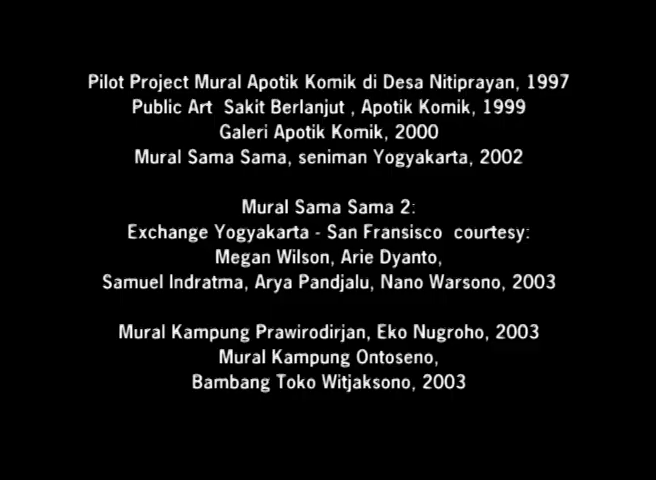 Pilot Project Mural Apotik Komik di Desa Nitiprayan, 1997
Public Art Sakit Berlanjut , Apotik Komik, 1999
Galeri Apotik Komik, 2000
Mural Sama Sama, seniman Yogyakarta, 2002
Mural Sama Sama 2:
Exchange Yogyakarta - San Fransisco courtesy:
Megan Wilson, Arie Dyanto,
Samuel Indratma, Arya Pandjalu, Nano Warsono, 2003
Mural Kampung Prawirodirjan, Eko Nugroho, 2003
Mural Kampung Ontoseno,
Bambang Toko Witjaksono, 2003